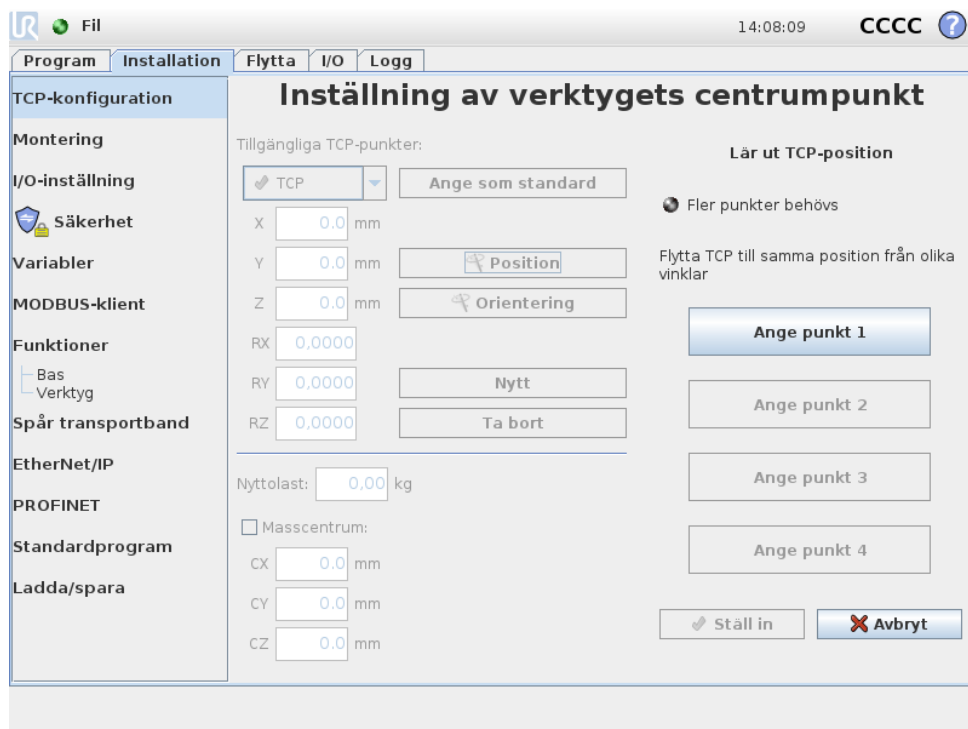 UR Fil 14:08:09 CCCC ?
Program Installation Flytta I/O Logg
TCP-konfiguration
Montering
I/O-inställning
Säkerhet
Variabler
MODBUS-klient
Funktioner
Bas
Verktyg
Spår transportband
EtherNet/IP
PROFINET
Standardprogram
Ladda/spara
Inställning av verktygets centrumpunkt
Tillgängliga TCP-punkter:
TCP Ange som standard
X 0.0 mm
Y 0.0 mm Position
Z 0.0 mm Orientering
RX 0,0000
RY 0,0000 Nytt
RZ 0,0000 Ta bort
Nyttolast: 0,00 kg
Masscentrum:
CX 0.0 mm
CY 0.0 mm
CZ 0.0 mm
Lär ut TCP-position
Fler punkter behövs
Flytta TCP till samma position från olika
vinklar
Ange punkt 1
Ange punkt 2
Ange punkt 3
Ange punkt 4
Ställ in Avbryt